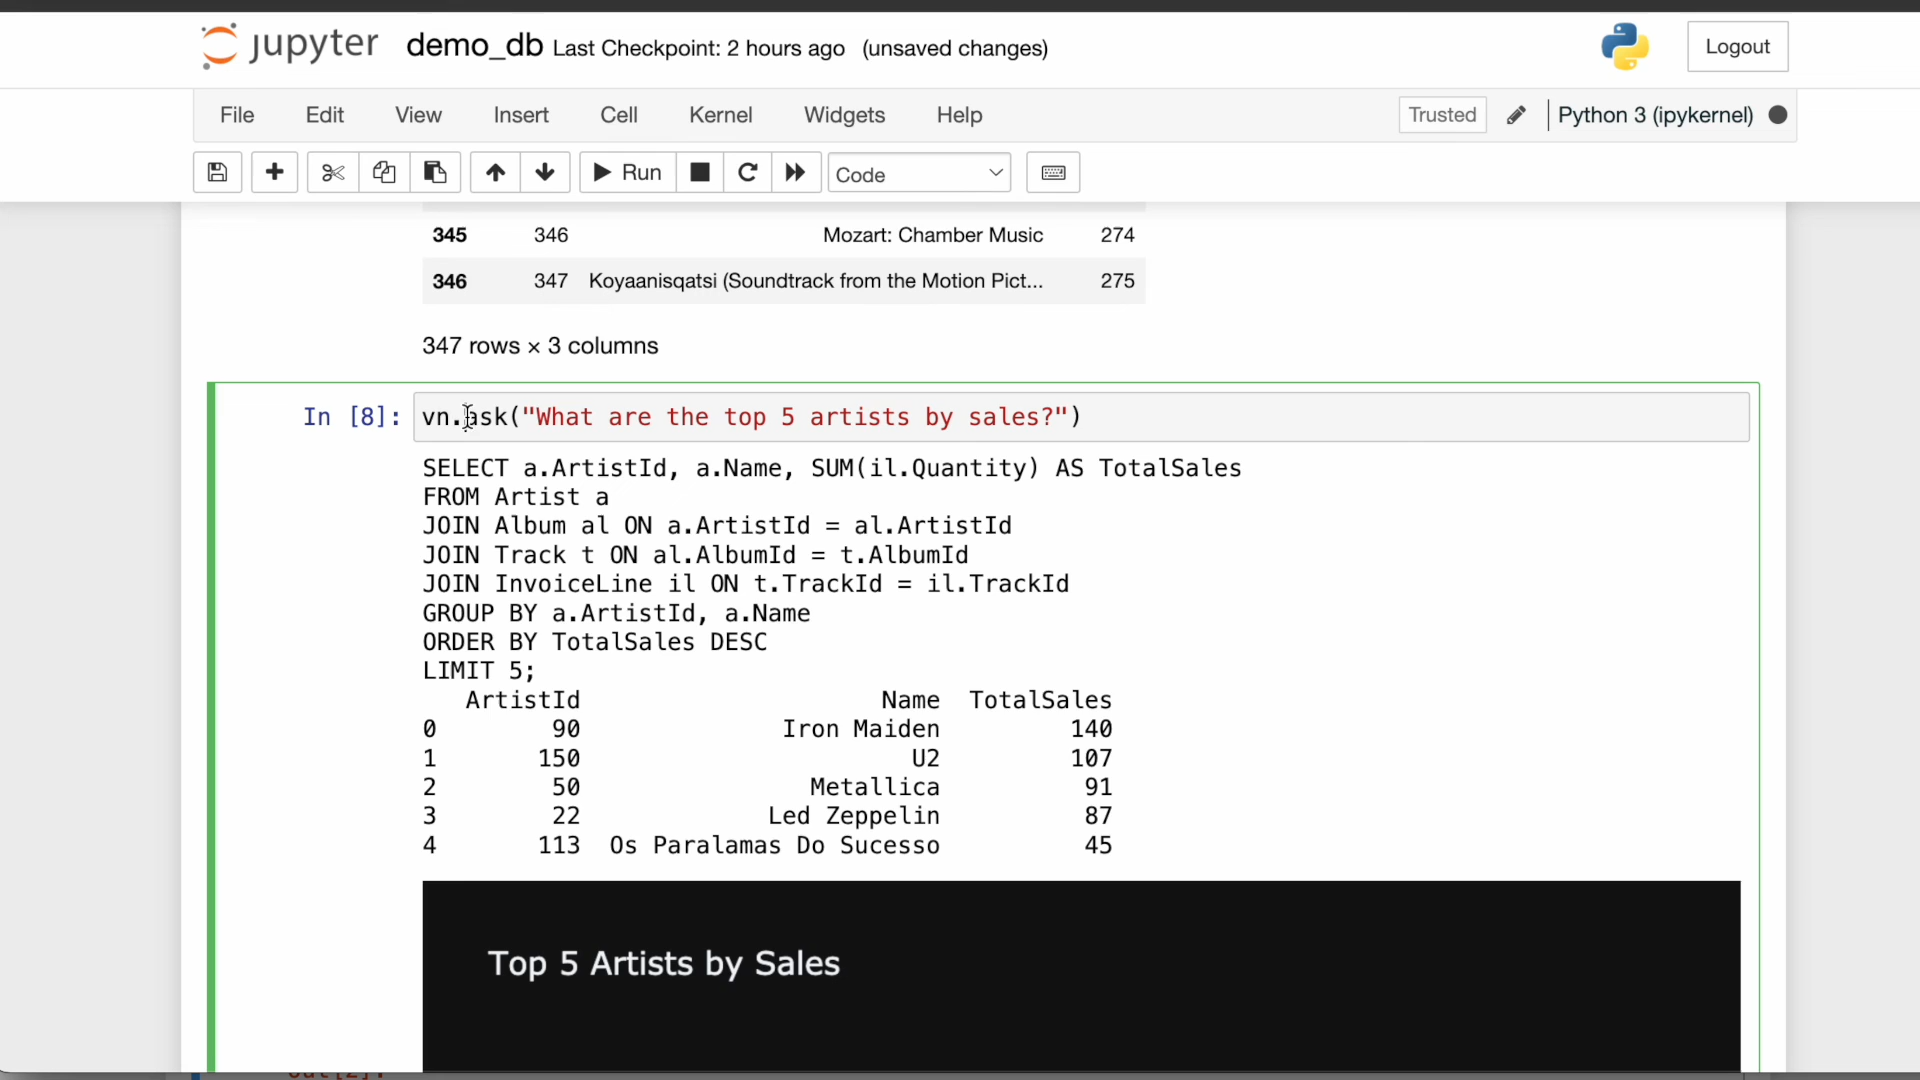 jupyter demo_db Last Checkpoint: 2 hours ago (unsaved changes) Logout
File Edit View Insert Cell Kernel Widgets Help Trusted Python 3 (ipykernel)
Run Code
345 346 Mozart: Chamber Music 274
346 347 Koyaanisqatsi (Soundtrack from the Motion Pict... 275
347 rows × 3 columns
In [8]: vn.ask("What are the top 5 artists by sales?")
SELECT a.ArtistId, a.Name, SUM(il.Quantity) AS TotalSales
FROM Artist a
JOIN Album al ON a.ArtistId = al.ArtistId
JOIN Track t ON al.AlbumId = t.AlbumId
JOIN InvoiceLine il ON t.TrackId = il.TrackId
GROUP BY a.ArtistId, a.Name
ORDER BY TotalSales DESC
LIMIT 5;
ArtistId Name TotalSales
0 90 Iron Maiden 140
1 150 U2 107
2 50 Metallica 91
3 22 Led Zeppelin 87
4 113 Os Paralamas Do Sucesso 45
Top 5 Artists by Sales